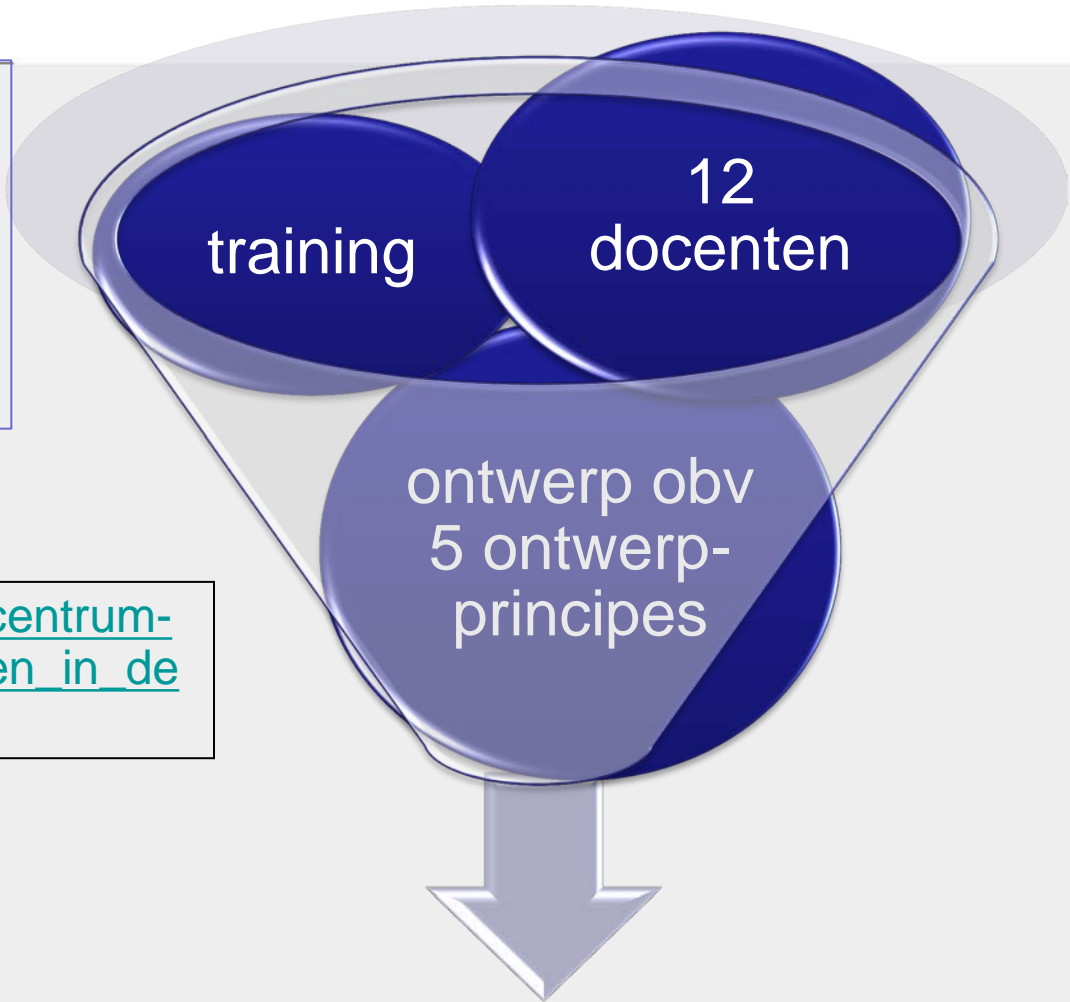 training
12
docenten
ontwerp obv
5 ontwerp-
principes
centrum-
en_in_de